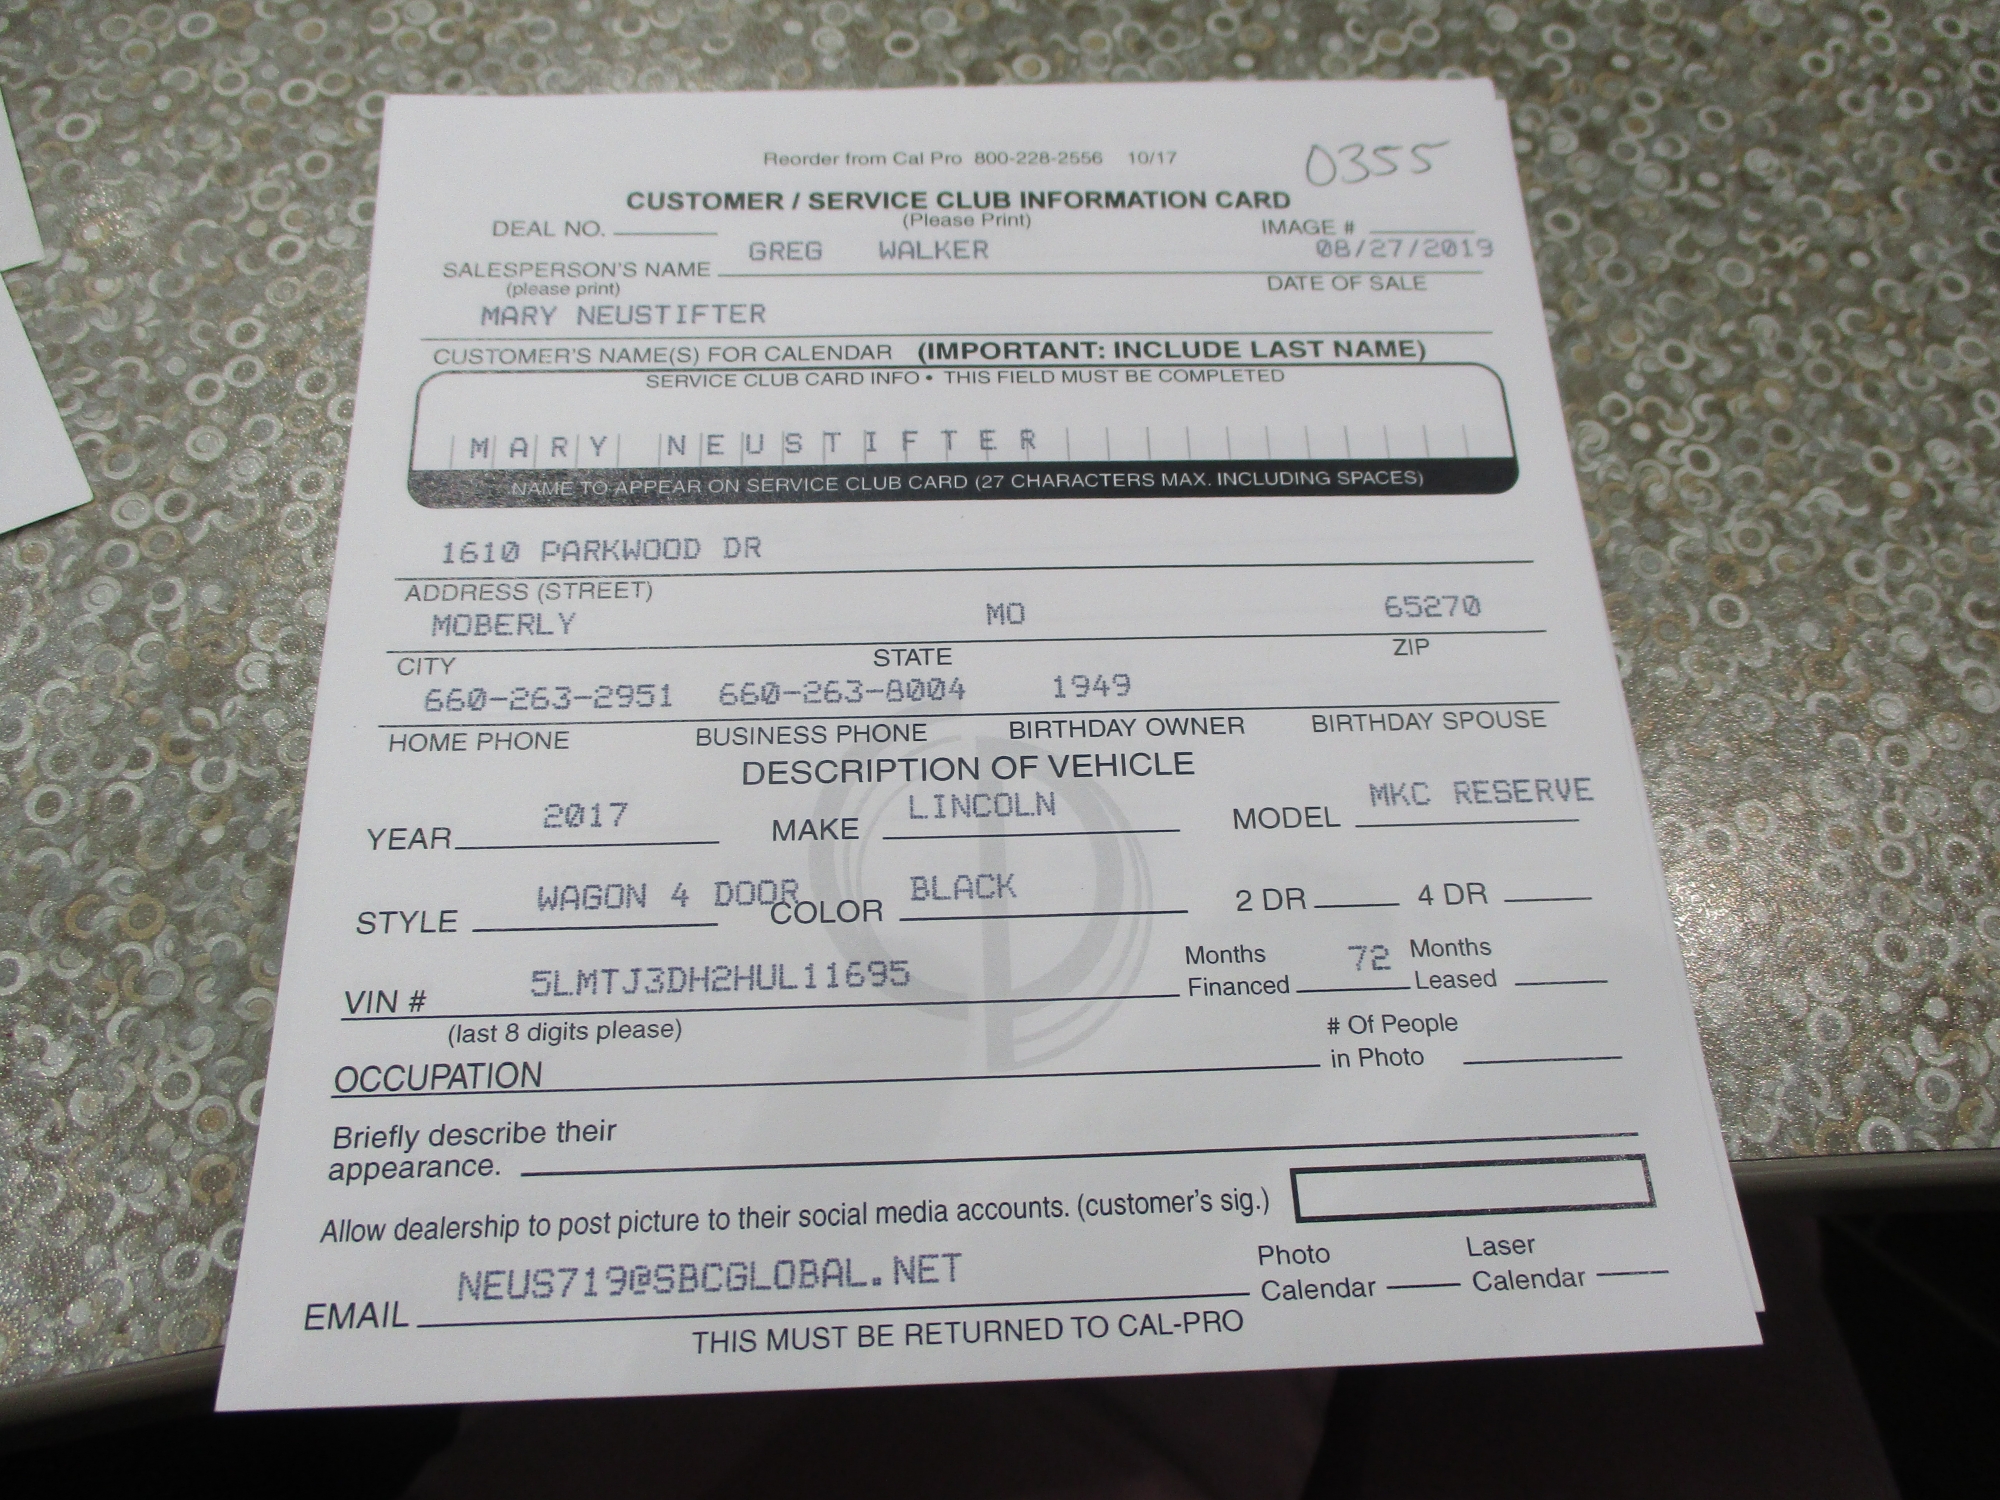 Reorder from Cal Pro 800-228-2556 10/17
0355
CUSTOMER / SERVICE CLUB INFORMATION CARD
DEAL NO. (Please Print) IMAGE #
GREG WALKER 08/27/2019
SALESPERSON'S NAME DATE OF SALE
(please print)
MARY NEUSTIFTER
CUSTOMER'S NAME(S) FOR CALENDAR (IMPORTANT: INCLUDE LAST NAME)
SERVICE CLUB CARD INFO • THIS FIELD MUST BE COMPLETED
MARY NEUSTIFTER
NAME TO APPEAR ON SERVICE CLUB CARD (27 CHARACTERS MAX. INCLUDING SPACES)
1610 PARKWOOD DR
ADDRESS (STREET)
MOBERLY MO 65270
CITY STATE ZIP
660-263-2951 660-263-8004 1949
HOME PHONE BUSINESS PHONE BIRTHDAY OWNER BIRTHDAY SPOUSE
DESCRIPTION OF VEHICLE
2017 LINCOLN MKC RESERVE
YEAR MAKE MODEL
WAGON 4 DOOR BLACK
STYLE COLOR 2 DR 4 DR
Months 72 Months
5LMTJ3DH2HUL11695
VIN # Financed Leased
(last 8 digits please) # Of People
OCCUPATION in Photo
Briefly describe their
appearance.
Allow dealership to post picture to their social media accounts. (customer's sig.)
NEUS719@SBCGLOBAL.NET Photo Laser
EMAIL Calendar Calendar
THIS MUST BE RETURNED TO CAL-PRO